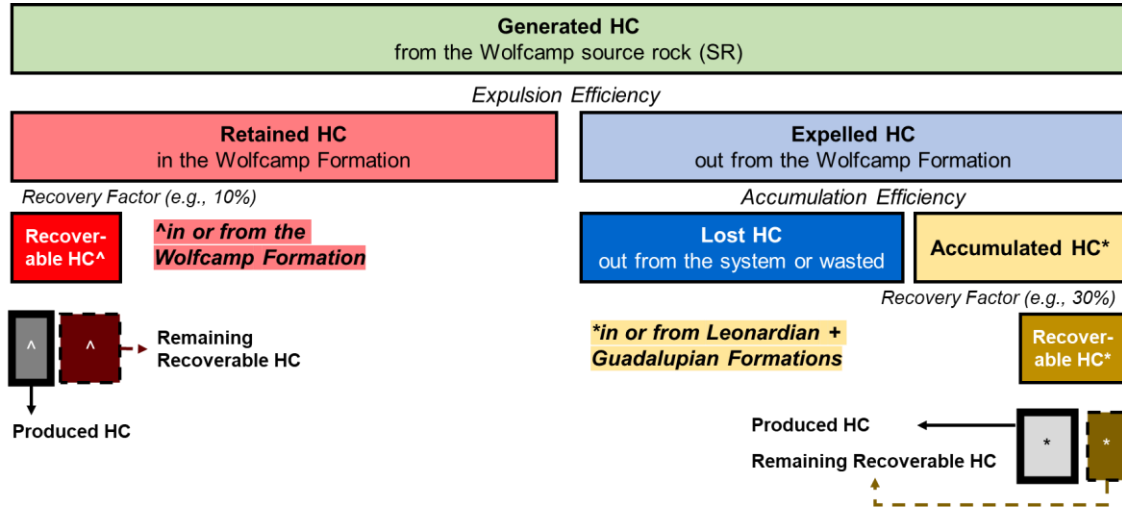 Generated HC
from the Wolfcamp source rock (SR)
Expulsion Efficiency
Retained HC
in the Wolfcamp Formation
Expelled HC
out from the Wolfcamp Formation
Recovery Factor (e.g., 10%)
Accumulation Efficiency
Recover-
able HC^
^in or from the
Wolfcamp Formation
Lost HC
out from the system or wasted
Accumulated HC*
Recovery Factor (e.g., 30%)
^
^
Remaining
Recoverable HC
*in or from Leonardian +
Guadalupian Formations
Recover-
able HC*
Produced HC
Produced HC
Remaining Recoverable HC
*
*